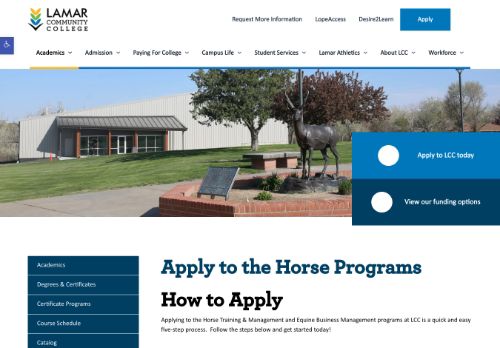 LAMAR
COMMUNITY
COLLEGE
Request More Information
LopeAccess
Desire2Learn
Apply
Academics
Admission
Paying For College
Campus Life
Student Services
Lamar Athletics
About LCC
Workforce
Apply to LCC today
View our funding options
Academics
Degrees & Certificates
Certificate Programs
Course Schedule
Catalog
Apply to the Horse Programs
How to Apply
Applying to the Horse Training & Management and Equine Business Management programs at LCC is a quick and easy
five-step process. Follow the steps below and get started today!